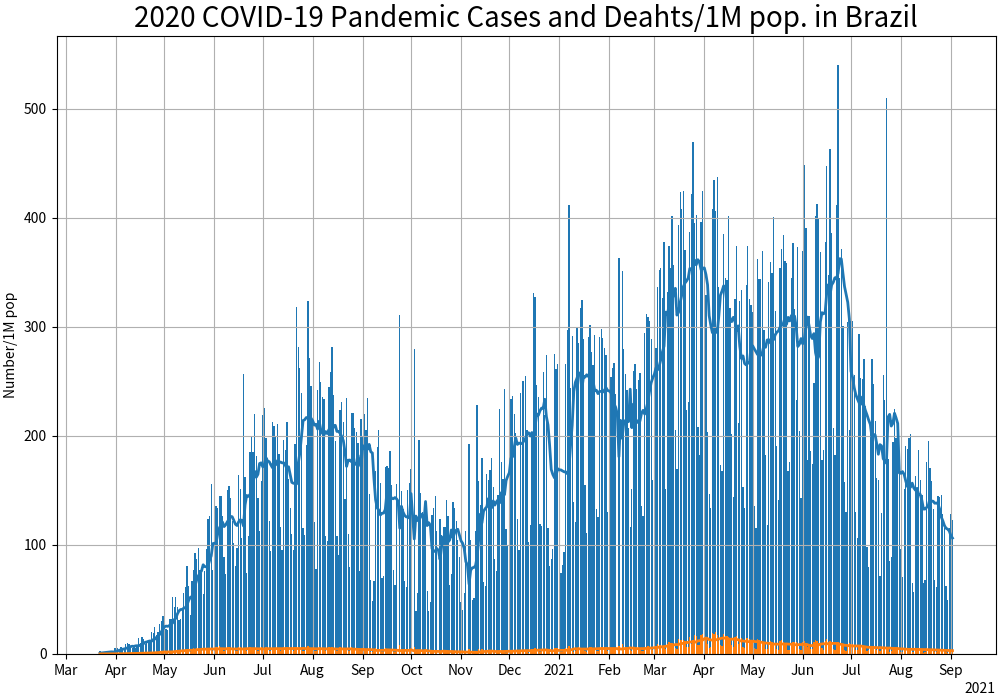 2020 COVID-19 Pandemic Cases and Deahts/1M pop. in Brazil
Number/1M pop
500
400
300
200
100
0
Mar Apr May Jun Jul Aug Sep Oct Nov Dec 2021 Feb Mar Apr May Jun Jul Aug Sep
2021